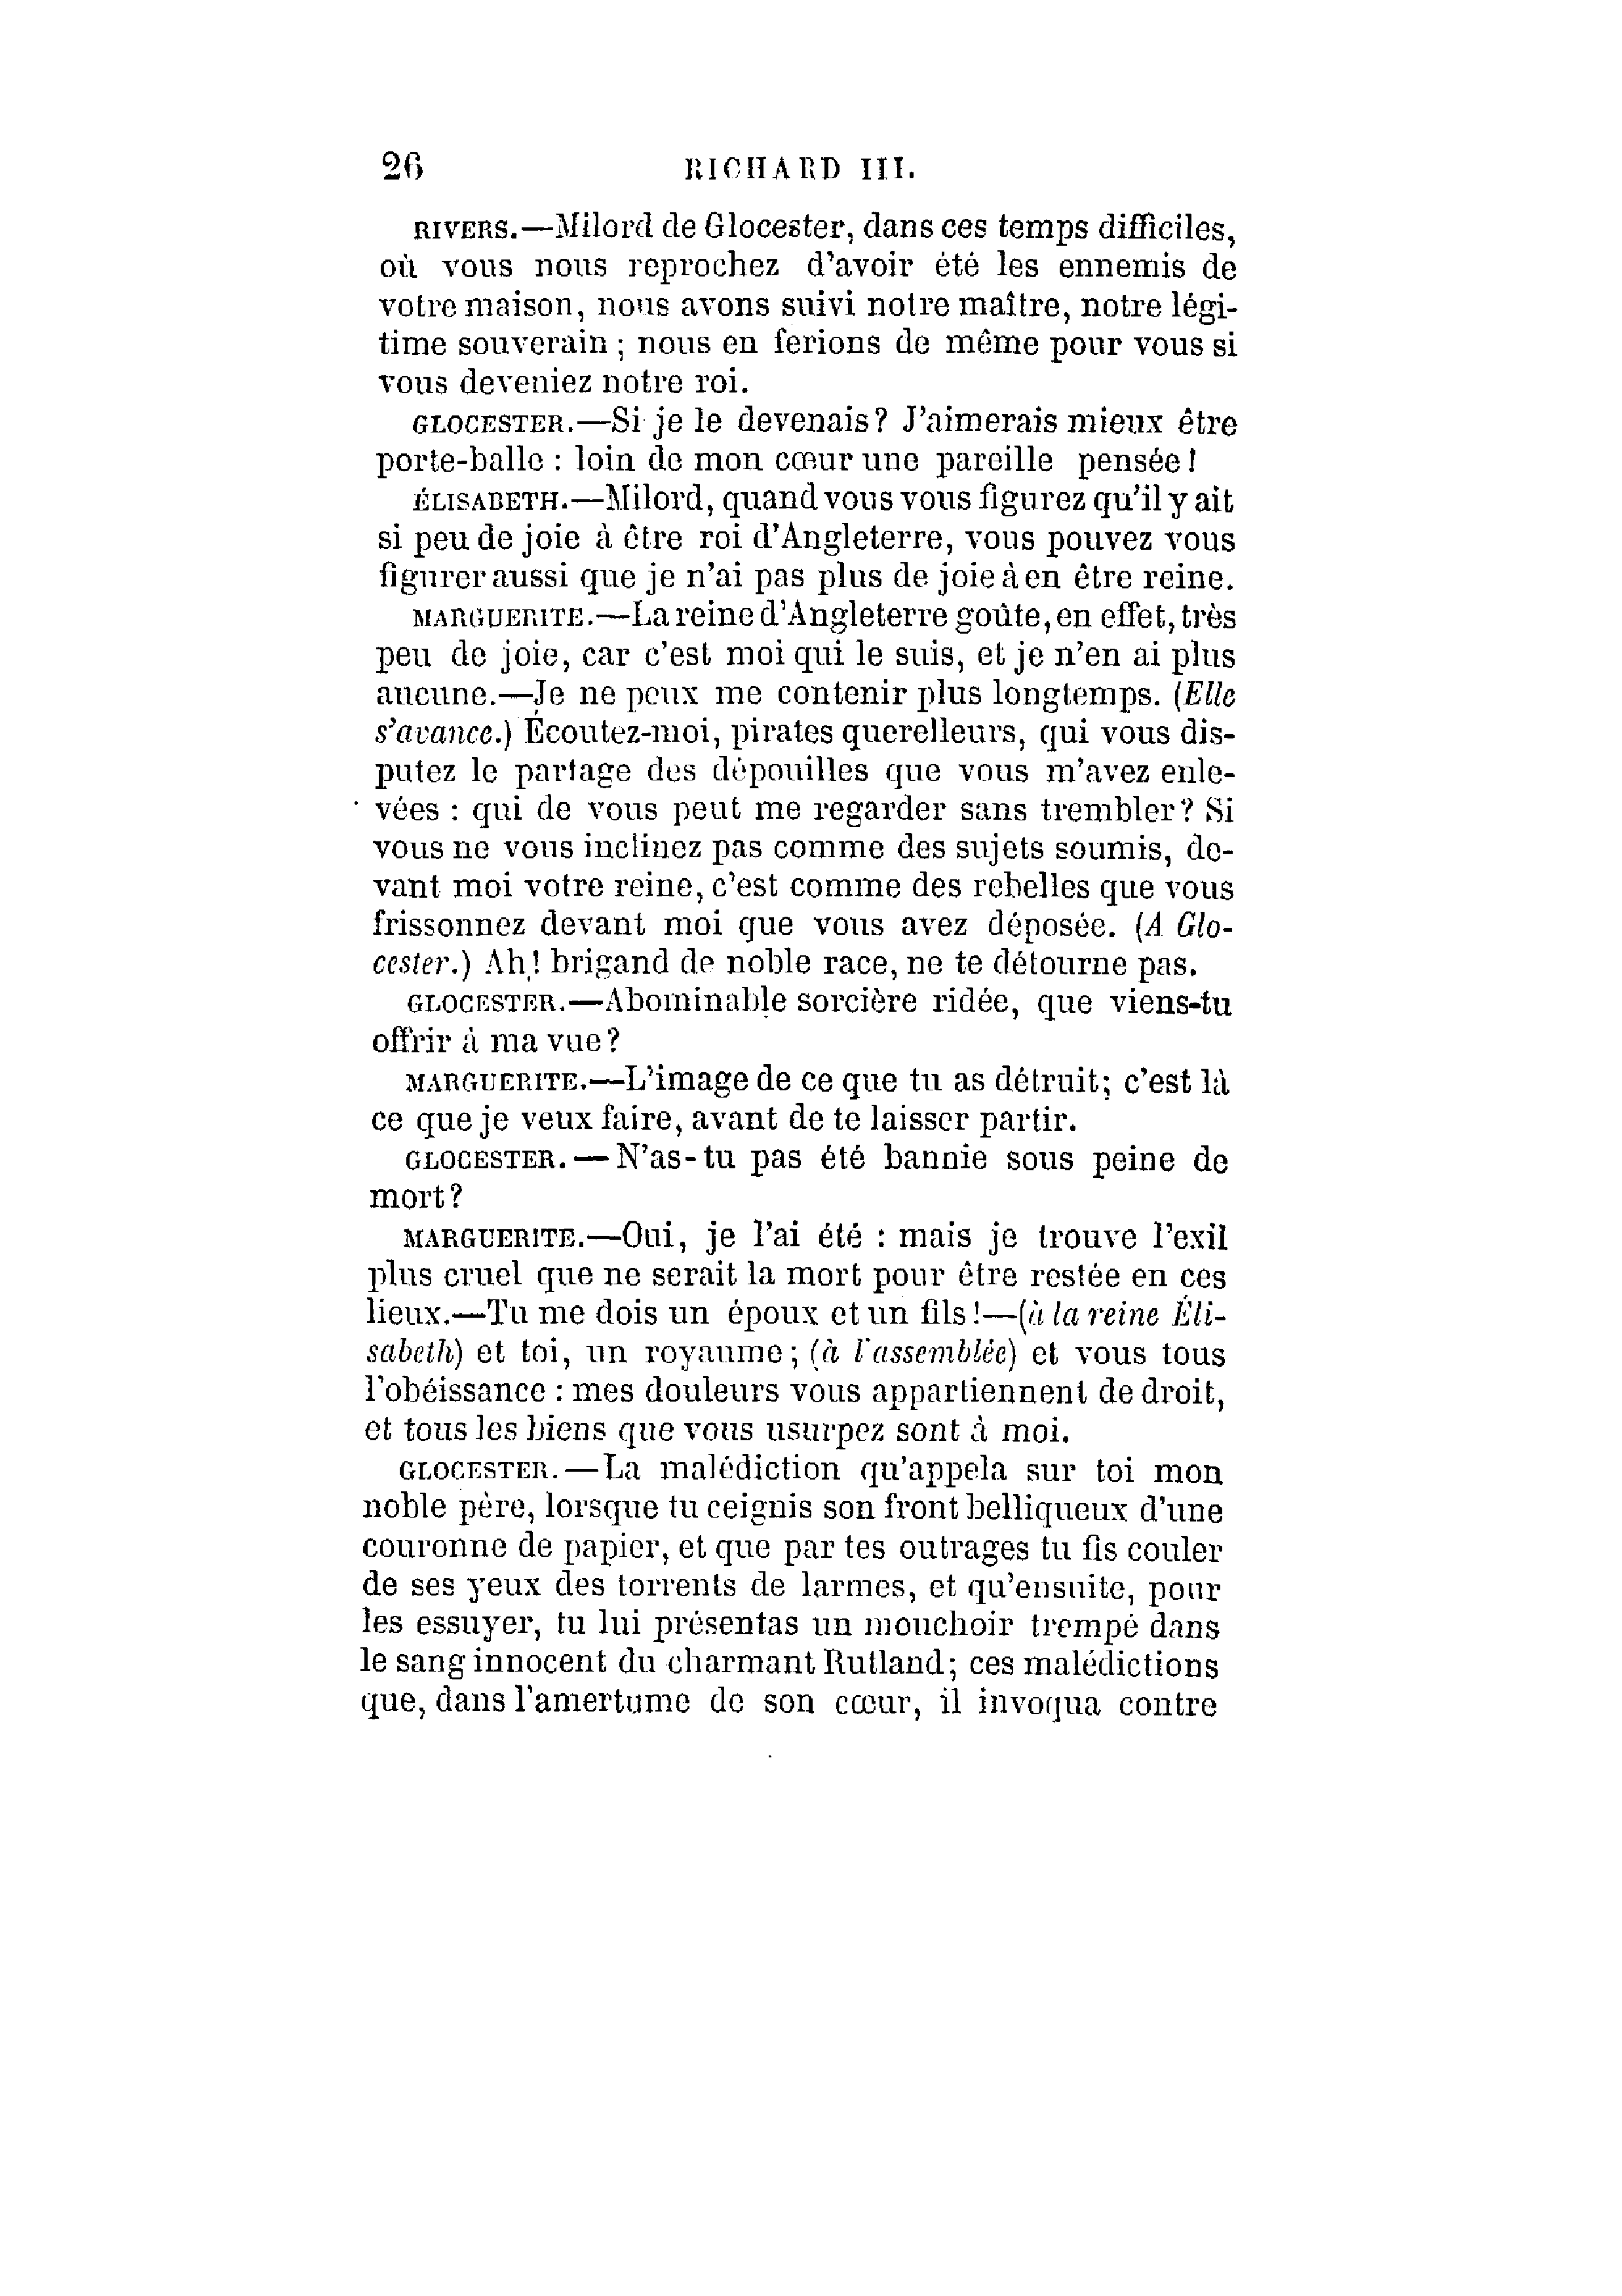 26 RICHARD III.
RIVERS.—Milord de Glocester, dans ces temps difficiles,
où vous nous reprochez d'avoir été les ennemis de
votre maison, nous avons suivi notre maître, notre légi-
time souverain ; nous en ferions de même pour vous si
vous deveniez notre roi.
GLOCESTER.—Si je le devenais? J'aimerais mieux être
porte-balle : loin de mon cœur une pareille pensée!
ÉLISABETH.—Milord, quand vous vous figurez qu'il y ait
si peu de joie à être roi d'Angleterre, vous pouvez vous
figurer aussi que je n'ai pas plus de joie à en être reine.
MARGUERITE.—La reine d'Angleterre goûte, en effet, très
peu de joie, car c'est moi qui le suis, et je n'en ai plus
aucune.—Je ne peux me contenir plus longtemps. (Elle
s'avance.) Écoutez-moi, pirates querelleurs, qui vous dis-
putez le partage des dépouilles que vous m'avez enle-
vées : qui de vous peut me regarder sans trembler? Si
vous ne vous inclinez pas comme des sujets soumis, de-
vant moi votre reine, c'est comme des rebelles que vous
frissonnez devant moi que vous avez déposée. (A Glo-
cester.) Ah! brigand de noble race, ne te détourne pas.
GLOCESTER.—Abominable sorcière ridée, que viens-tu
offrir à ma vue?
MARGUERITE.—L'image de ce que tu as détruit; c'est là
ce que je veux faire, avant de te laisser partir.
GLOCESTER.—N'as-tu pas été bannie sous peine de
mort?
MARGUERITE.—Oui, je l'ai été : mais je trouve l'exil
plus cruel que ne serait la mort pour être restée en ces
lieux.—Tu me dois un époux et un fils!—(à la reine Éli-
sabeth) et toi, un royaume; (à l'assemblée) et vous tous
l'obéissance : mes douleurs vous appartiennent de droit,
et tous les biens que vous usurpez sont à moi.
GLOCESTER.—La malédiction qu'appela sur toi mon
noble père, lorsque tu ceignis son front belliqueux d'une
couronne de papier, et que par tes outrages tu fis couler
de ses yeux des torrents de larmes, et qu'ensuite, pour
les essuyer, tu lui présentas un mouchoir trempé dans
le sang innocent du charmant Rutland; ces malédictions
que, dans l'amertume de son cœur, il invoqua contre